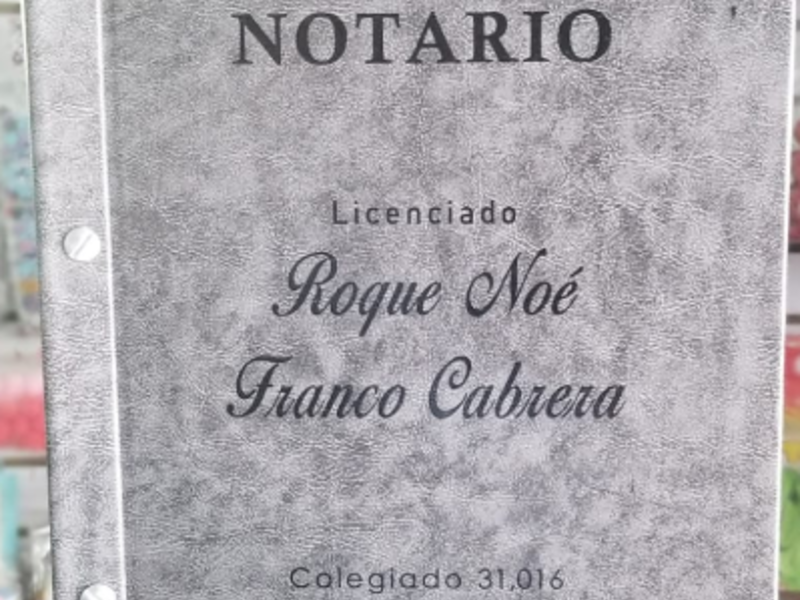 NOTARIO
Licenciado
Roque Noé
Franco Cabrera
Colegiado 31,016